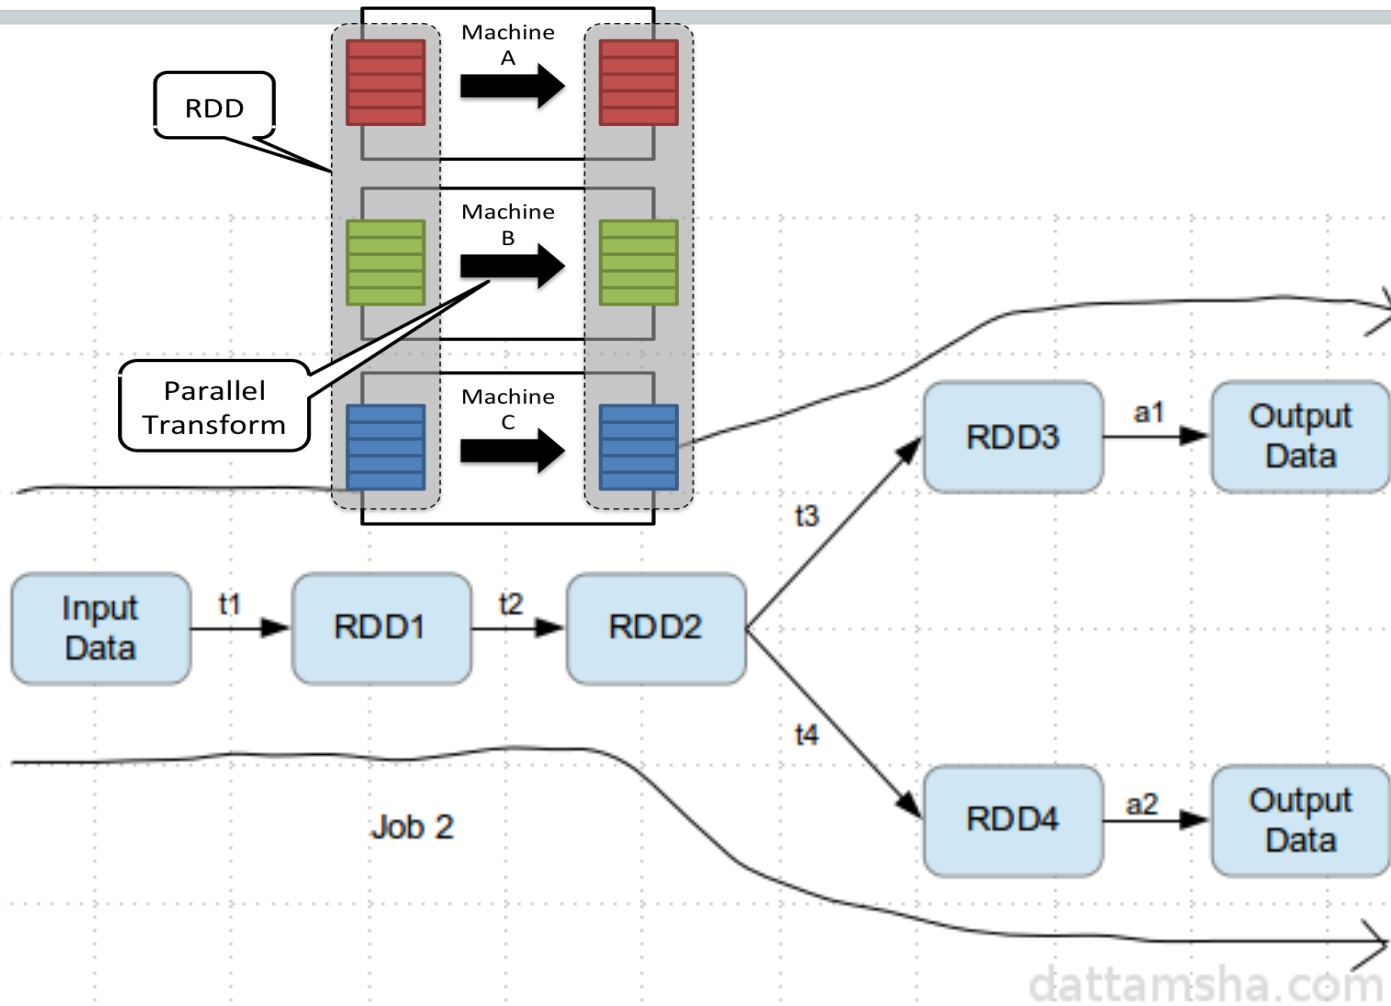 Machine
A
RDD
Machine
B
Parallel
Transform
Machine
C
RDD3
a1
Output
Data
t3
Input
Data
t1
RDD1
t2
RDD2
t4
Job 2
RDD4
a2
Output
Data
dattamsha.com